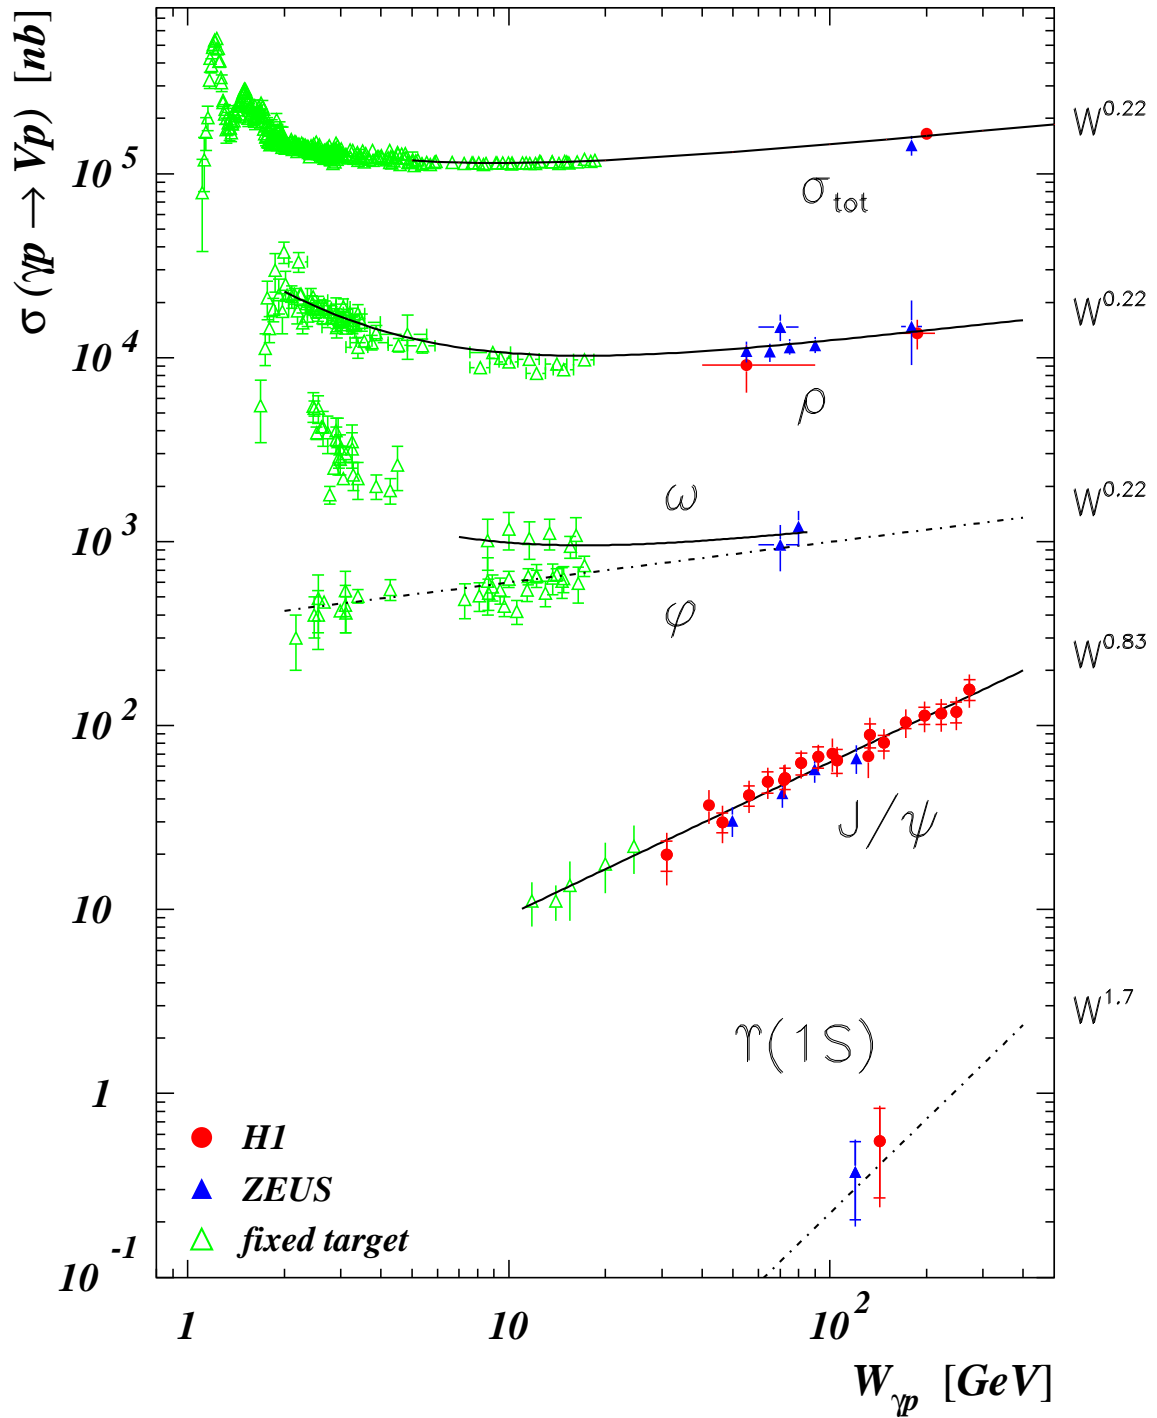 σ (γp → Vp) [nb]
10^5
10^4
10^3
10^2
10
1
10^-1
σ_tot
ρ
ω
φ
J/ψ
ϒ(1S)
W^0.22
W^0.22
W^0.22
W^0.83
W^1.7
H1
ZEUS
fixed target
1
10
10^2
W_γp [GeV]